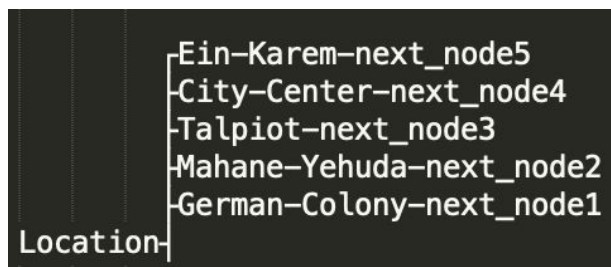 Ein-Karem-next_node5
City-Center-next_node4
Talpiot-next_node3
Mahane-Yehuda-next_node2
German-Colony-next_node1
Location